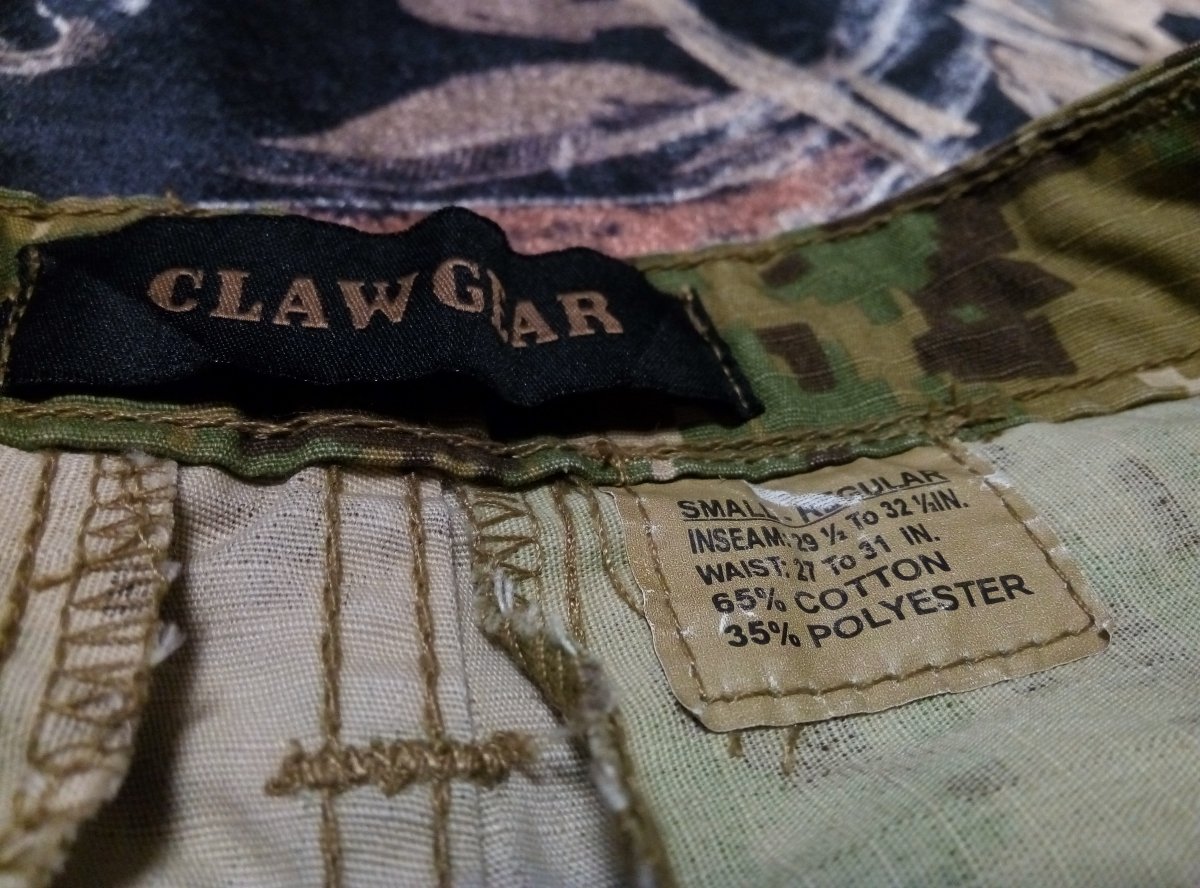 CLAWGEAR
SMALL - REGULAR
INSEAM: 29 ½ TO 32 ½IN.
WAIST: 27 TO 31 IN.
65% COTTON
35% POLYESTER